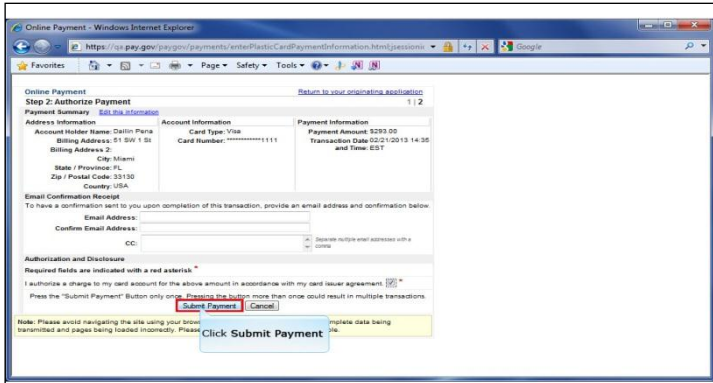 Online Payment - Windows Internet Explorer
https://qa.pay.gov/paygov/payments/enterPlasticCardPaymentInformation.html;jsessionid
Google
Favorites Page Safety Tools
Online Payment Return to your originating application
Step 2: Authorize Payment 1 | 2
Payment Summary Edit this information
Address Information Account Information Payment Information
Account Holder Name: Dallin Pena Card Type: Visa Payment Amount: $293.00
Billing Address: 51 SW 1 St Card Number: ************1111 Transaction Date 02/21/2013 14:35
Billing Address 2: and Time: EST
City: Miami
State / Province: FL
Zip / Postal Code: 33130
Country: USA
Email Confirmation Receipt
To have a confirmation sent to you upon completion of this transaction, provide an email address and confirmation below.
Email Address:
Confirm Email Address:
CC: Separate multiple email addresses with a
comma
Authorization and Disclosure
Required fields are indicated with a red asterisk *
I authorize a charge to my card account for the above amount in accordance with my card issuer agreement. *
Press the "Submit Payment" Button only once. Pressing the button more than once could result in multiple transactions.
Submit Payment Cancel
Note: Please avoid navigating the site using your brow mplete data being
transmitted and pages being loaded incorrectly. Please le.
Click Submit Payment